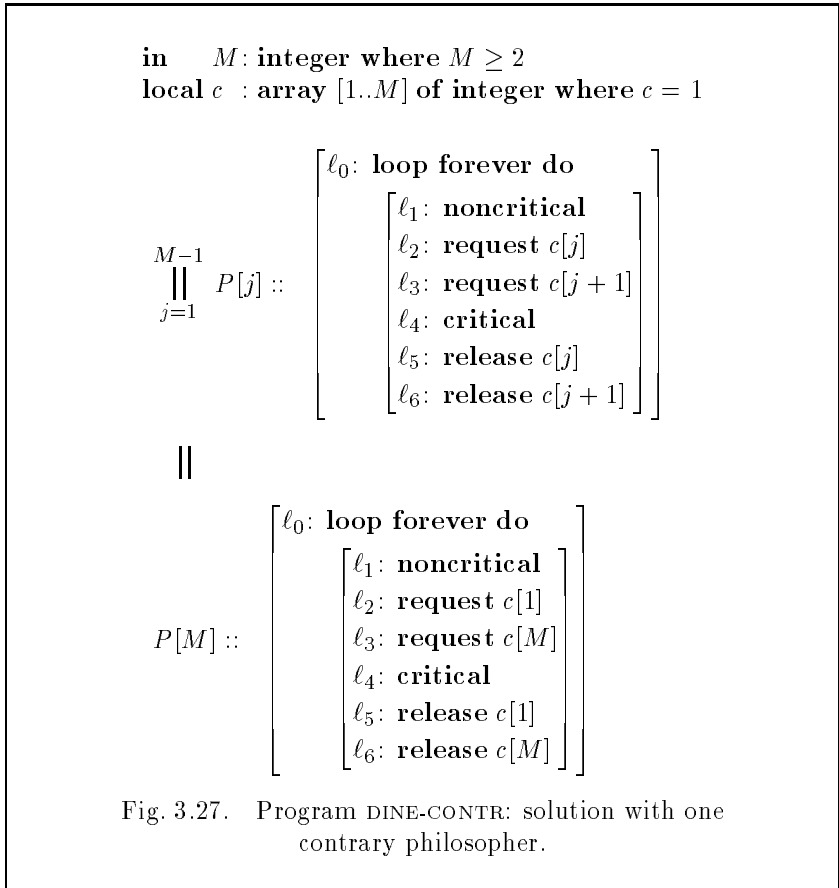 in M: integer where M ≥ 2
local c : array [1..M] of integer where c = 1
ℓ0: loop forever do
ℓ1: noncritical
ℓ2: request c[j]
M−1
|| P[j] ::
j=1
ℓ3: request c[j + 1]
ℓ4: critical
ℓ5: release c[j]
ℓ6: release c[j + 1]
||
ℓ0: loop forever do
ℓ1: noncritical
ℓ2: request c[1]
P[M] :: ℓ3: request c[M]
ℓ4: critical
ℓ5: release c[1]
ℓ6: release c[M]
Fig. 3.27. Program DINE-CONTR: solution with one
contrary philosopher.